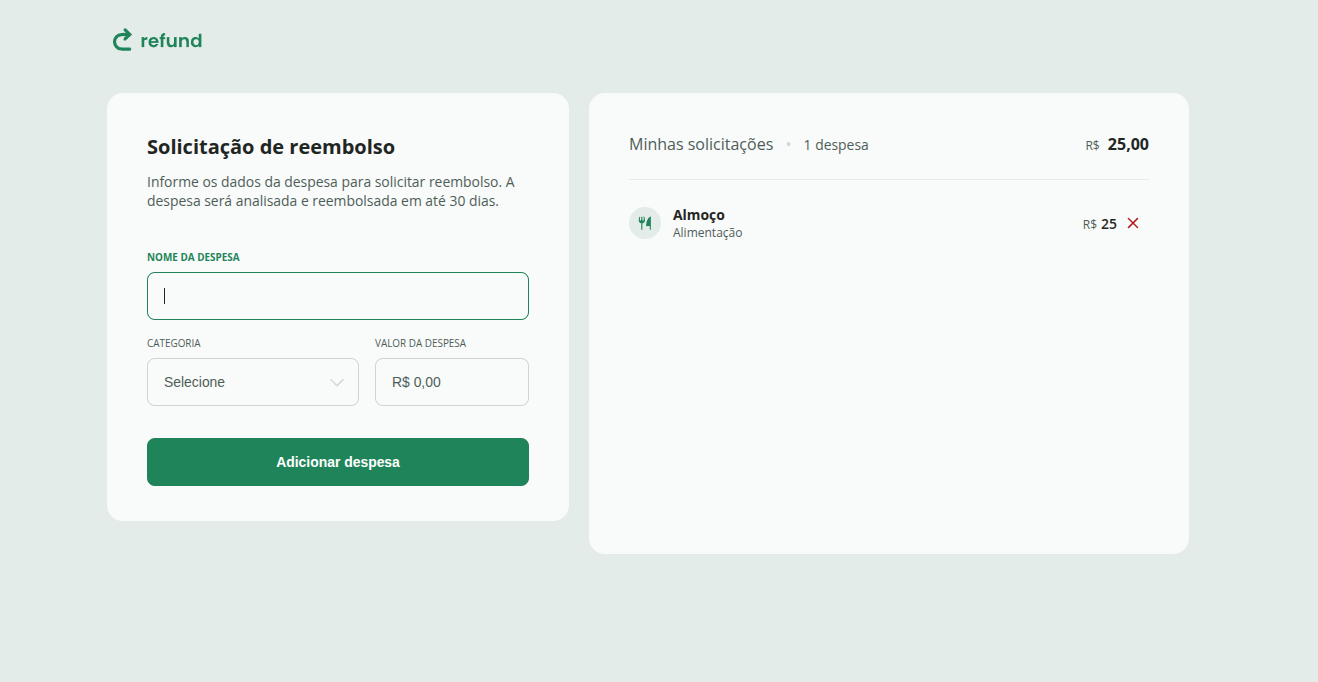 refund
Solicitação de reembolso
Informe os dados da despesa para solicitar reembolso. A
despesa será analisada e reembolsada em até 30 dias.
NOME DA DESPESA
CATEGORIA
VALOR DA DESPESA
Selecione
R$ 0,00
Adicionar despesa
Minhas solicitações • 1 despesa
R$ 25,00
Almoço
Alimentação
R$ 25